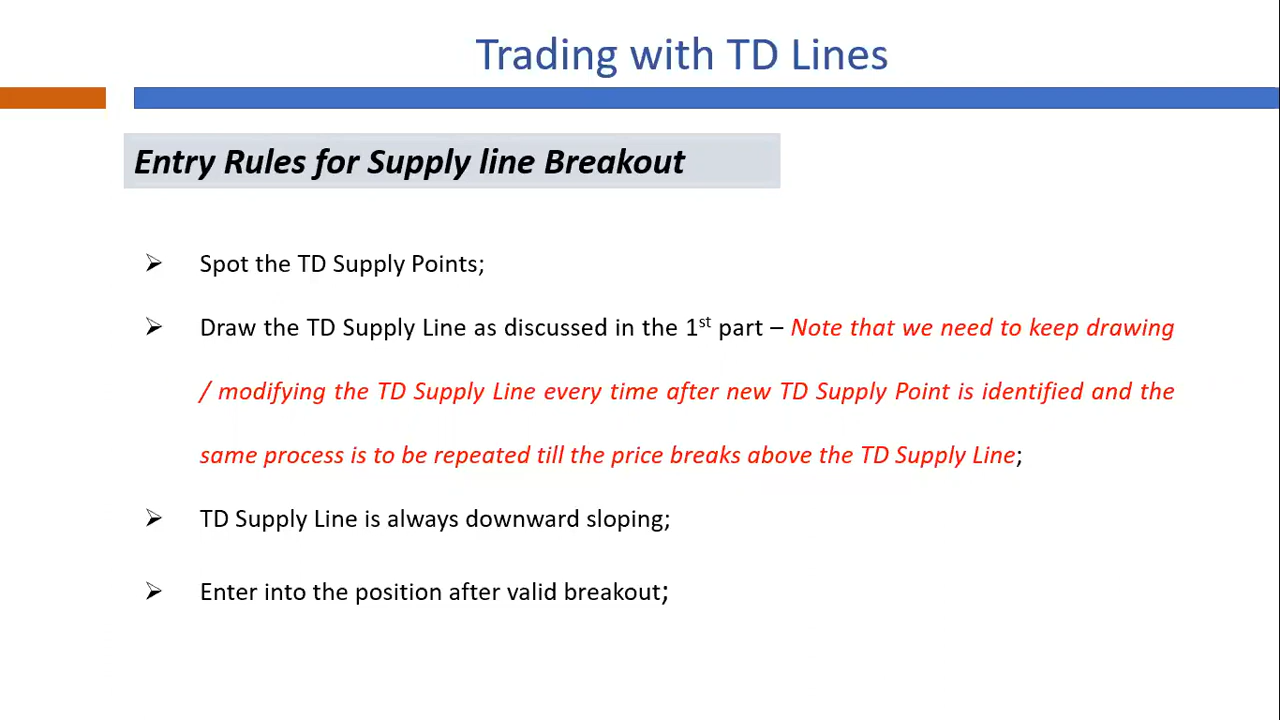 Trading with TD Lines
Entry Rules for Supply line Breakout
➢ Spot the TD Supply Points;
➢ Draw the TD Supply Line as discussed in the 1st part – Note that we need to keep drawing
/ modifying the TD Supply Line every time after new TD Supply Point is identified and the
same process is to be repeated till the price breaks above the TD Supply Line;
➢ TD Supply Line is always downward sloping;
➢ Enter into the position after valid breakout;